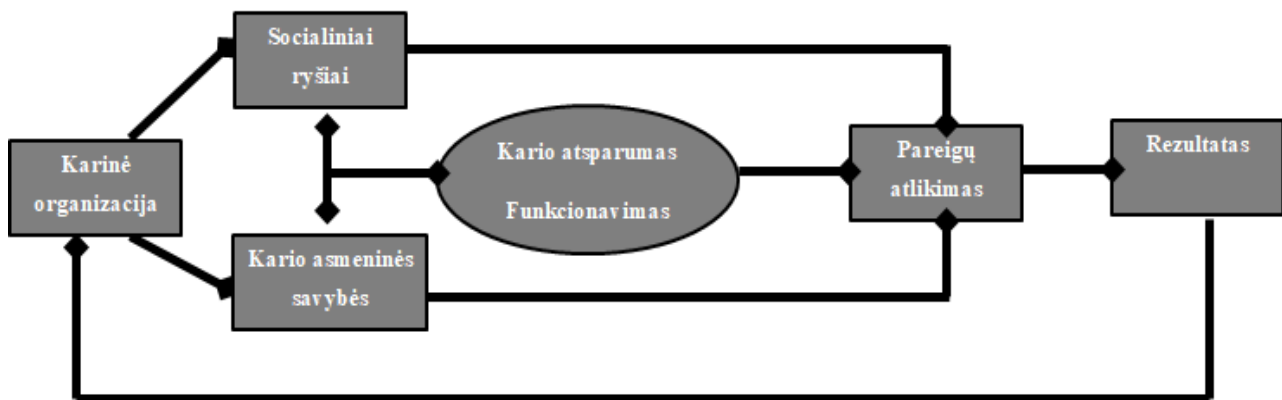 Socialiniai
ryšiai
Karinė
organizacija
Kario atsparumas
Funkcionavimas
Kario asmeninės
savybės
Pareigų
atlikimas
Rezultatas